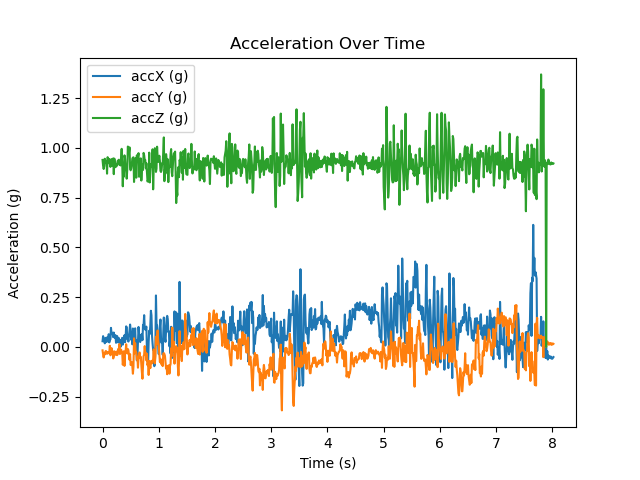 Acceleration Over Time
accX (g)
accY (g)
accZ (g)
1.25
1.00
0.75
0.50
0.25
0.00
−0.25
Acceleration (g)
0 1 2 3 4 5 6 7 8
Time (s)